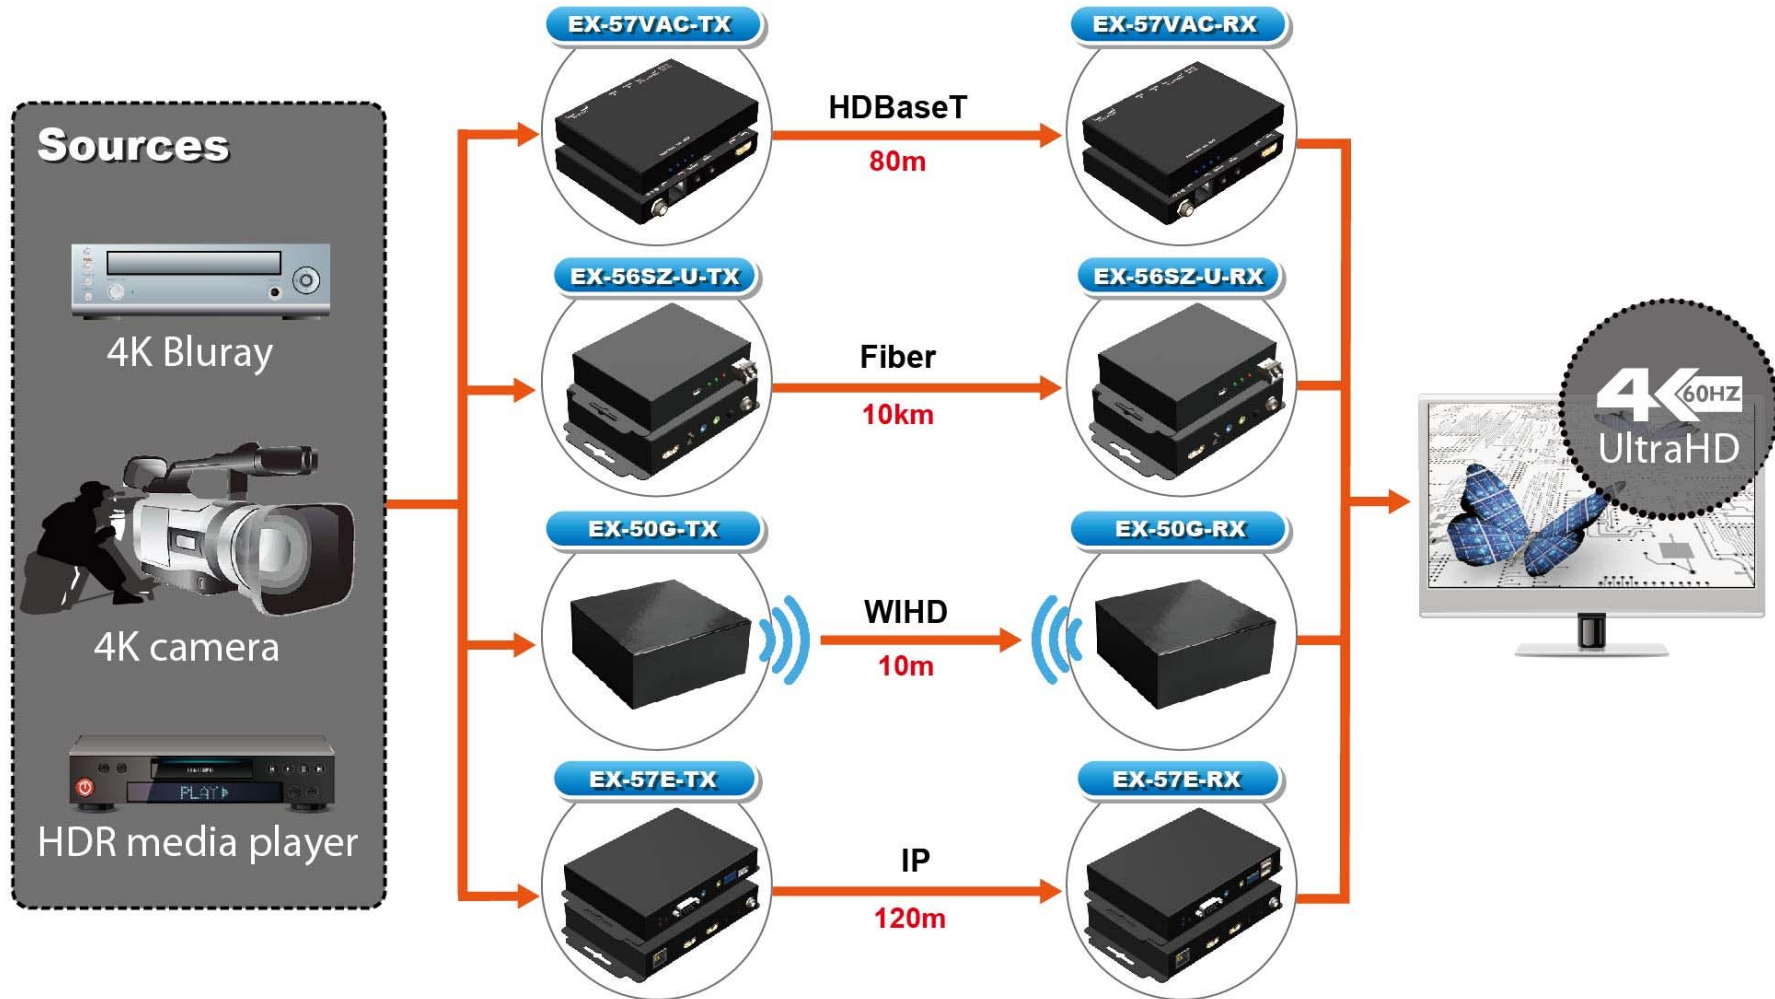 Sources
4K Bluray
4K camera
PLAY
HDR media player
EX-57VAC-TX
EX-57VAC-RX
HDBaseT
80m
EX-56SZ-U-TX
EX-56SZ-U-RX
Fiber
10km
EX-50G-TX
EX-50G-RX
WIHD
10m
EX-57E-TX
EX-57E-RX
IP
120m
4K 60HZ
UltraHD